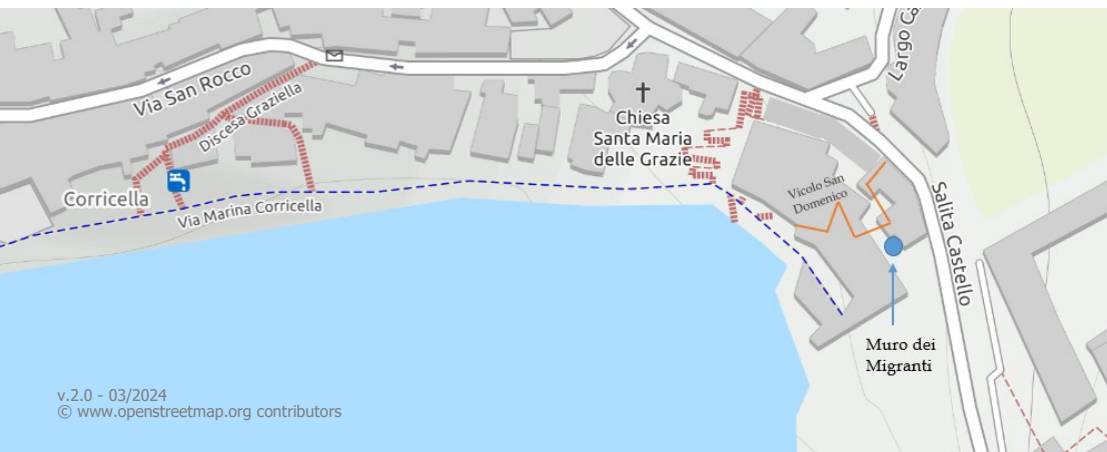 Via San Rocco
Discesa Graziella
Corricella
Via Marina Corricella
Chiesa
Santa Maria
delle Grazie
Largo Ca
Vicolo San
Domenico
Salita Castello
Muro dei
Migranti
v.2.0 - 03/2024
© www.openstreetmap.org contributors